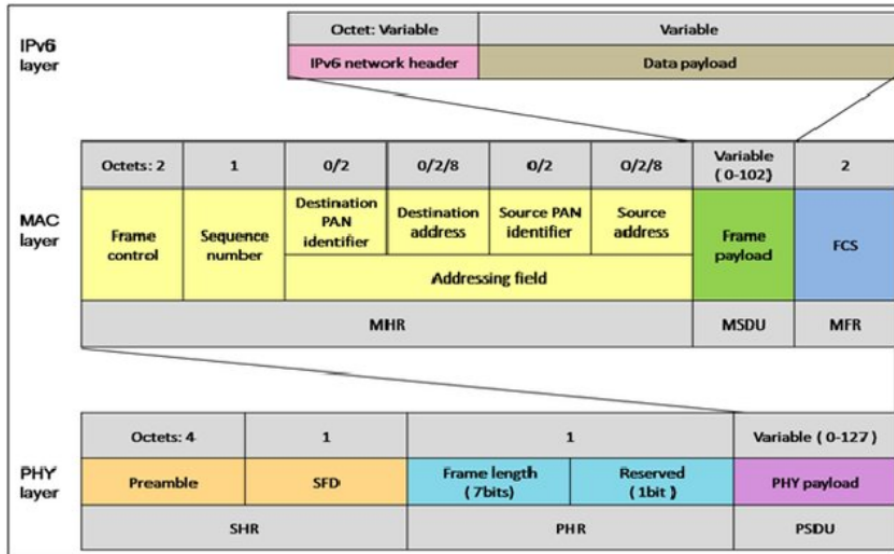 IPv6
layer
Octet: Variable
Variable
IPv6 network header
Data payload
MAC
layer
Octets: 2
1
0/2
0/2/8
0/2
0/2/8
Variable
( 0-102)
2
Frame
control
Sequence
number
Destination
PAN
identifier
Destination
address
Source PAN
identifier
Source
address
Addressing field
Frame
payload
FCS
MHR
MSDU
MFR
PHY
layer
Octets: 4
1
1
Variable ( 0-127 )
Preamble
SFD
Frame length
( 7bits)
Reserved
(1bit )
PHY payload
SHR
PHR
PSDU